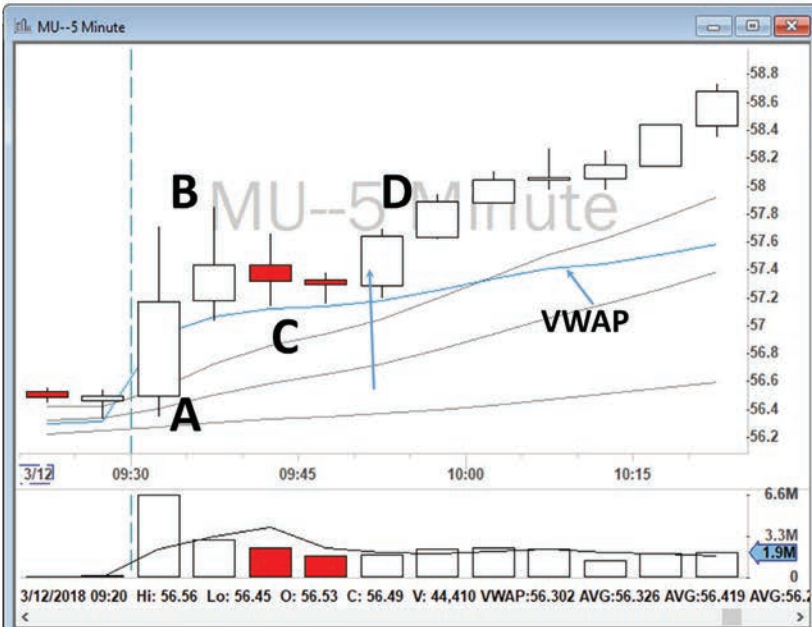 MU--5 Minute
58.8
58.6
58.4
58.2
58
57.8
57.6
57.4
57.2
57
56.8
56.6
56.4
56.2
B
D
MU--5 Minute
VWAP
C
A
3/12
09:30
09:45
10:00
10:15
6.6M
3.3M
1.9M
0
3/12/2018 09:20 Hi: 56.56 Lo: 56.45 O: 56.53 C: 56.49 V: 44,410 VWAP:56.302 AVG:56.326 AVG:56.419 AVG:56.2